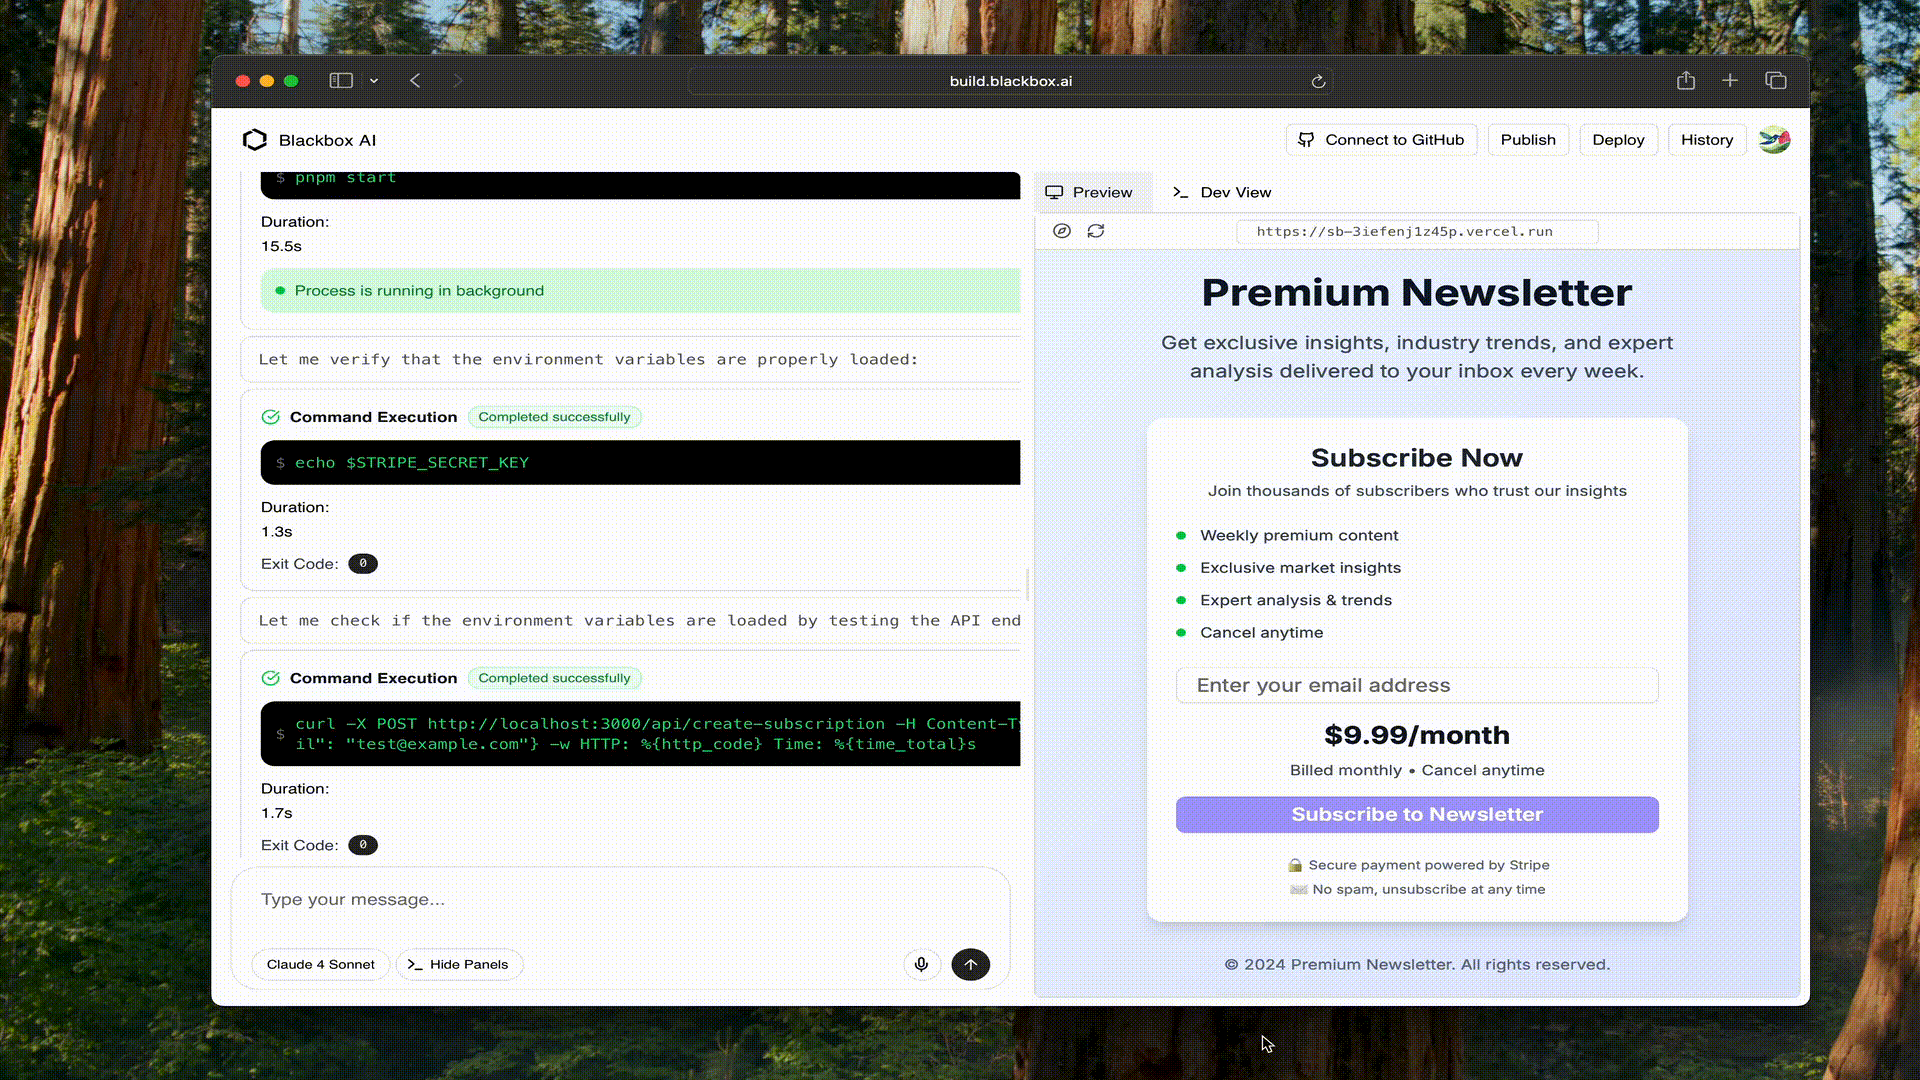 build.blackbox.ai
Blackbox AI
Connect to GitHub
Publish
Deploy
History
$ pnpm start
Duration:
15.5s
Process is running in background
Let me verify that the environment variables are properly loaded:
Command Execution
Completed successfully
$ echo $STRIPE_SECRET_KEY
Duration:
1.3s
Exit Code: 0
Let me check if the environment variables are loaded by testing the API end
Command Execution
Completed successfully
$ curl -X POST http://localhost:3000/api/create-subscription -H Content-Ty
il": "test@example.com"} -w HTTP: %{http_code} Time: %{time_total}s
Duration:
1.7s
Exit Code: 0
Type your message...
Claude 4 Sonnet
Hide Panels
Preview
Dev View
https://sb-3iefenj1z45p.vercel.run
Premium Newsletter
Get exclusive insights, industry trends, and expert
analysis delivered to your inbox every week.
Subscribe Now
Join thousands of subscribers who trust our insights
Weekly premium content
Exclusive market insights
Expert analysis & trends
Cancel anytime
Enter your email address
$9.99/month
Billed monthly • Cancel anytime
Subscribe to Newsletter
🔒 Secure payment powered by Stripe
✉️ No spam, unsubscribe at any time
© 2024 Premium Newsletter. All rights reserved.